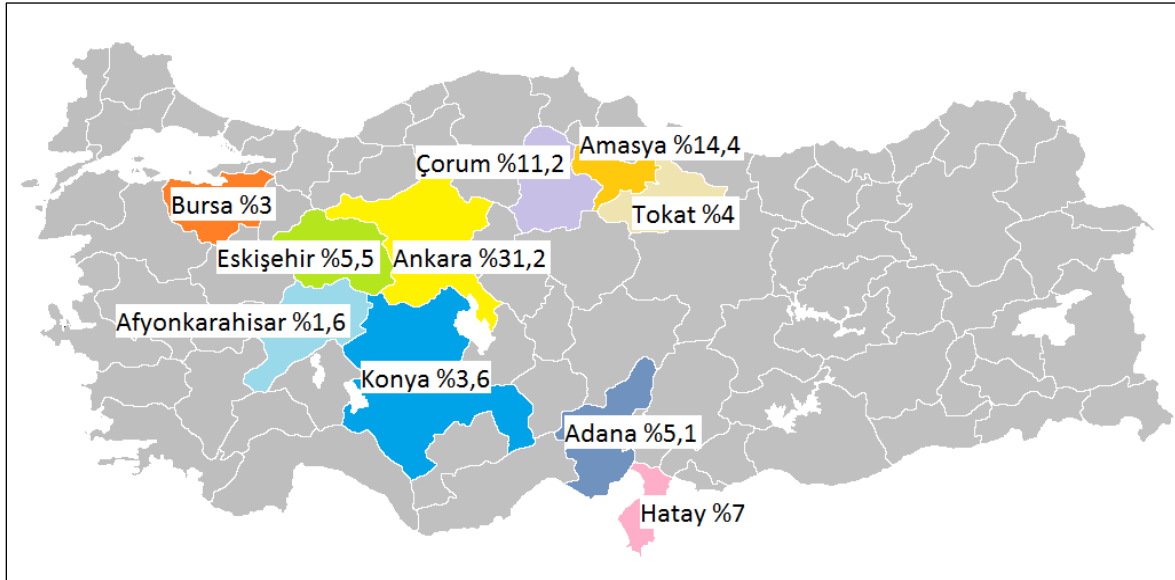 Amasya %14,4
Çorum %11,2
Bursa %3
Tokat %4
Eskişehir %5,5
Ankara %31,2
Afyonkarahisar %1,6
Konya %3,6
Adana %5,1
Hatay %7